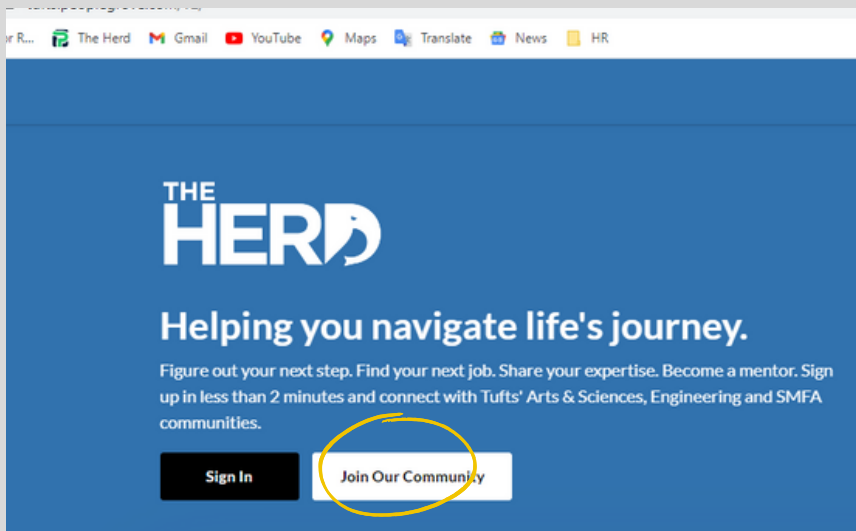 or R... The Herd Gmail YouTube Maps Translate News HR
THE
HERD
Helping you navigate life's journey.
Figure out your next step. Find your next job. Share your expertise. Become a mentor. Sign
up in less than 2 minutes and connect with Tufts' Arts & Sciences, Engineering and SMFA
communities.
Sign In Join Our Community